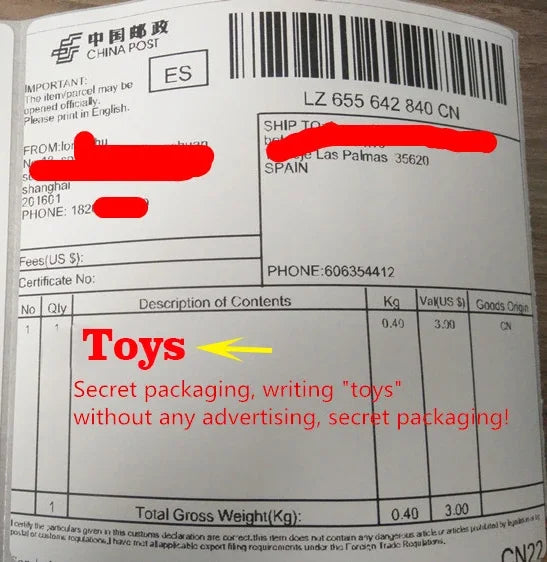 中国邮政
CHINA POST
ES
IMPORTANT:
The item/parcel may be
opened officially.
Please print in English.
LZ 655 642 840 CN
FROM:
shanghai
201601
PHONE: 182
SHIP TO
Las Palmas 35620
SPAIN
PHONE:606354412
Fees(US $):
Certificate No:
No Qty Description of Contents Kg Val(US $) Goods Origin
1 1 Toys 0.40 3.00 CN
Secret packaging, writing "toys"
without any advertising, secret packaging!
1 Total Gross Weight(Kg): 0.40 3.00
I certify the particulars given in this customs declaration are correct.this item does not contain any dangerous article or articles prohibited by
postal or customs regulations.I have met all applicable export filing requirements under the Foreign Trade Regulations.
CN22